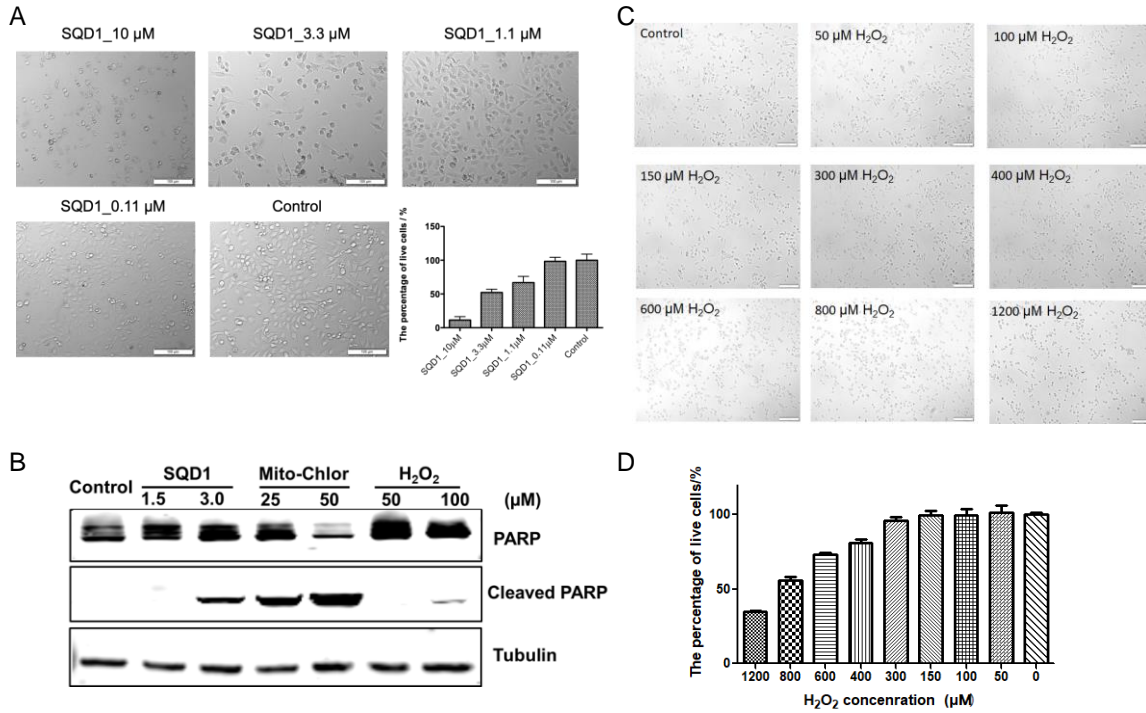 A
SQD1_10 µM
SQD1_3.3 µM
SQD1_1.1 µM
SQD1_0.11 µM
Control
The percentage of live cells / %
150
100
50
0
SQD1_10µM
SQD1_3.3µM
SQD1_1.1µM
SQD1_0.11µM
Control
B
Control
SQD1
Mito-Chlor
H₂O₂
1.5
3.0
25
50
50
100
(µM)
PARP
Cleaved PARP
Tubulin
C
Control
50 µM H₂O₂
100 µM H₂O₂
150 µM H₂O₂
300 µM H₂O₂
400 µM H₂O₂
600 µM H₂O₂
800 µM H₂O₂
1200 µM H₂O₂
D
The percentage of live cells/%
100
50
0
1200
800
600
400
300
150
100
50
0
H₂O₂ concenration (µM)